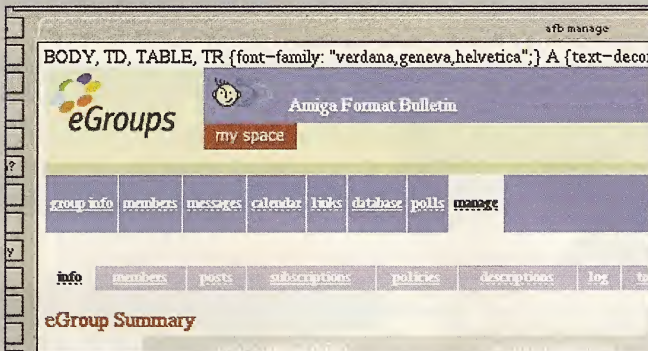 afb manage
BODY, TD, TABLE, TR {font-family: "verdana,geneva,helvetica";} A {text-deco
eGroups
Amiga Format Bulletin
my space
?
group info members messages calendar links database polls manage
y
info members posts subscriptions policies descriptions log
eGroup Summary